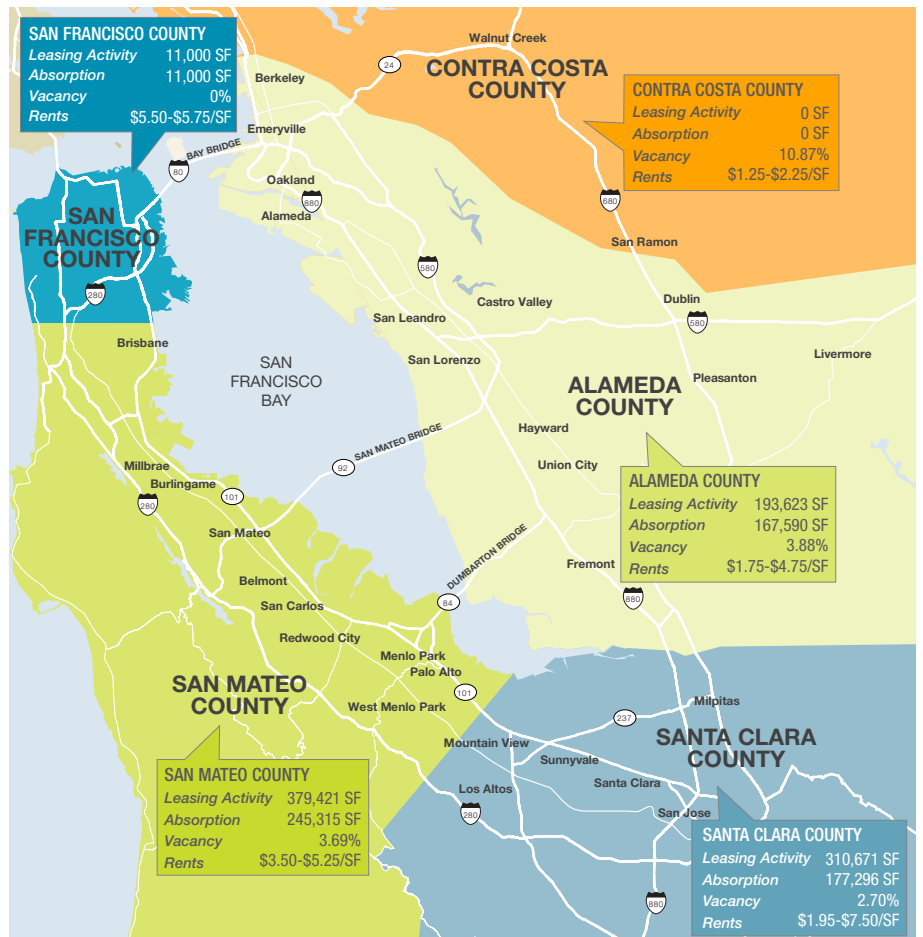 SAN FRANCISCO COUNTY
Leasing Activity 11,000 SF
Absorption 11,000 SF
Vacancy 0%
Rents $5.50-$5.75/SF
Walnut Creek
24
CONTRA COSTA
COUNTY
Berkeley
CONTRA COSTA COUNTY
Leasing Activity 0 SF
Absorption 0 SF
Vacancy 10.87%
Rents $1.25-$2.25/SF
Emeryville
BAY BRIDGE
80
Oakland
880
Alameda
680
SAN
FRANCISCO
COUNTY
280
San Ramon
580
Castro Valley
Dublin
580
San Leandro
Brisbane
San Lorenzo
Livermore
SAN
FRANCISCO
BAY
ALAMEDA
COUNTY
Pleasanton
Hayward
SAN MATEO BRIDGE
92
Union City
Millbrae
Burlingame
101
280
ALAMEDA COUNTY
Leasing Activity 193,623 SF
Absorption 167,590 SF
Vacancy 3.88%
Rents $1.75-$4.75/SF
San Mateo
DUMBARTON BRIDGE
Fremont
Belmont
84
880
San Carlos
Redwood City
Menlo Park
Palo Alto
101
SAN MATEO
COUNTY
West Menlo Park
Milpitas
237
SANTA CLARA
COUNTY
Mountain View
Sunnyvale
SAN MATEO COUNTY
Leasing Activity 379,421 SF
Absorption 245,315 SF
Vacancy 3.69%
Rents $3.50-$5.25/SF
Los Altos
Santa Clara
280
San Jose
SANTA CLARA COUNTY
Leasing Activity 310,671 SF
Absorption 177,296 SF
Vacancy 2.70%
Rents $1.95-$7.50/SF
880